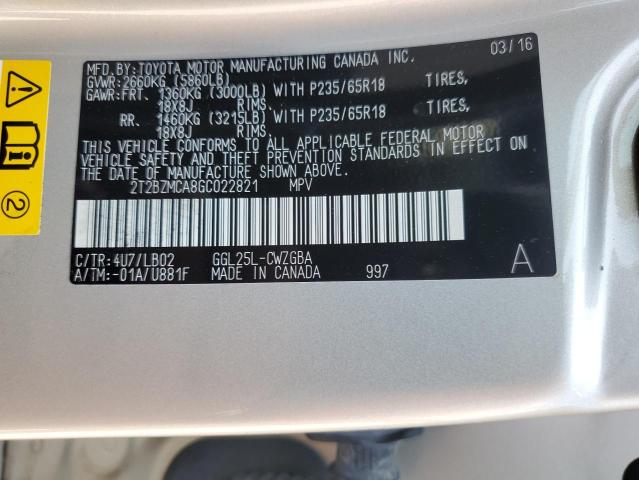 MFD.BY:TOYOTA MOTOR MANUFACTURING CANADA INC. 03/16
GVWR:2660KG (5860LB)
GAWR:FRT. 1360KG (3000LB) WITH P235/65R18 TIRES,
18X8J RIMS,
RR. 1460KG (3215LB) WITH P235/65R18 TIRES,
18X8J RIMS,
THIS VEHICLE CONFORMS TO ALL APPLICABLE FEDERAL MOTOR
VEHICLE SAFETY AND THEFT PREVENTION STANDARDS IN EFFECT ON
THE DATE OF MANUFACTURE SHOWN ABOVE.
2T2BZMCA8GC022821 MPV
C/TR:4U7/LB02 GGL25L-CWZGBA
A/TM:-01A/U881F MADE IN CANADA 997 A
2